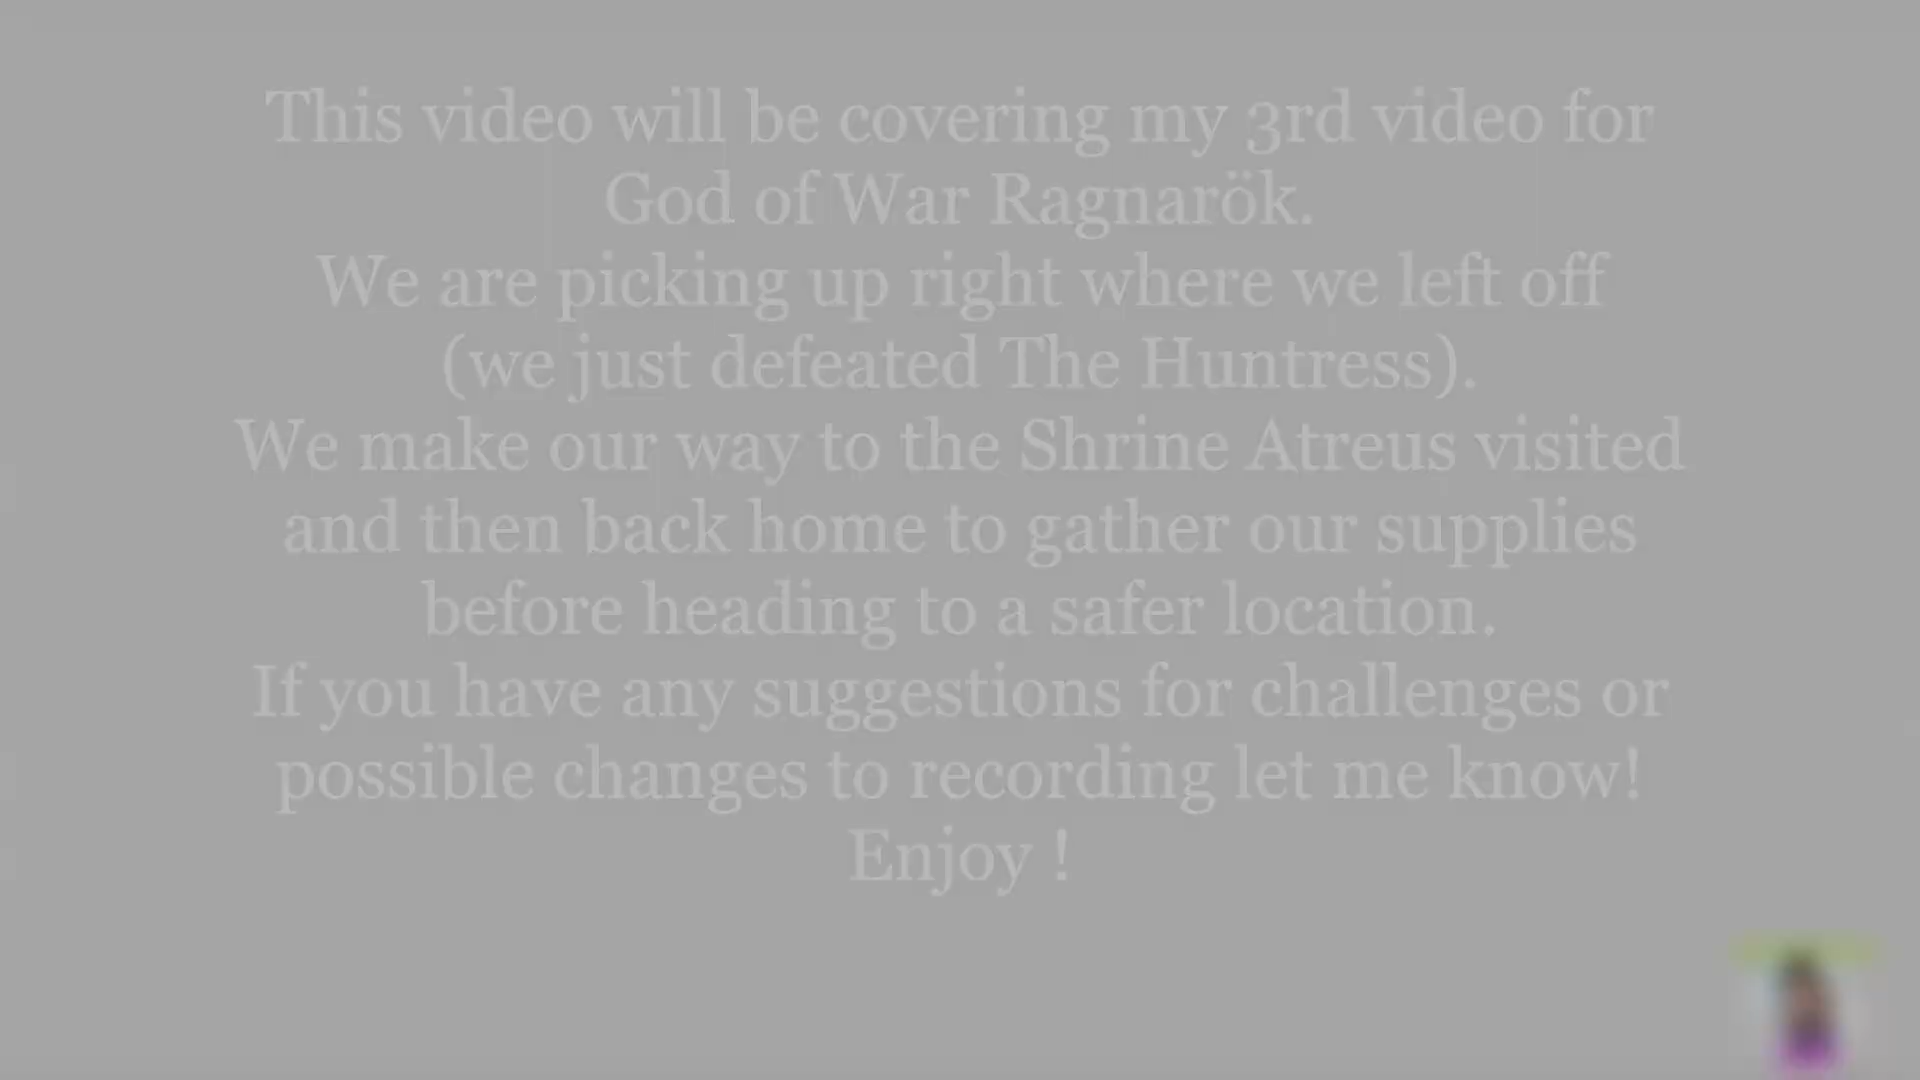 This video will be covering my 3rd video for
God of War Ragnarök.
We are picking up right where we left off
(we just defeated The Huntress).
We make our way to the Shrine Atreus visited
and then back home to gather our supplies
before heading to a safer location.
If you have any suggestions for challenges or
possible changes to recording let me know!
Enjoy !